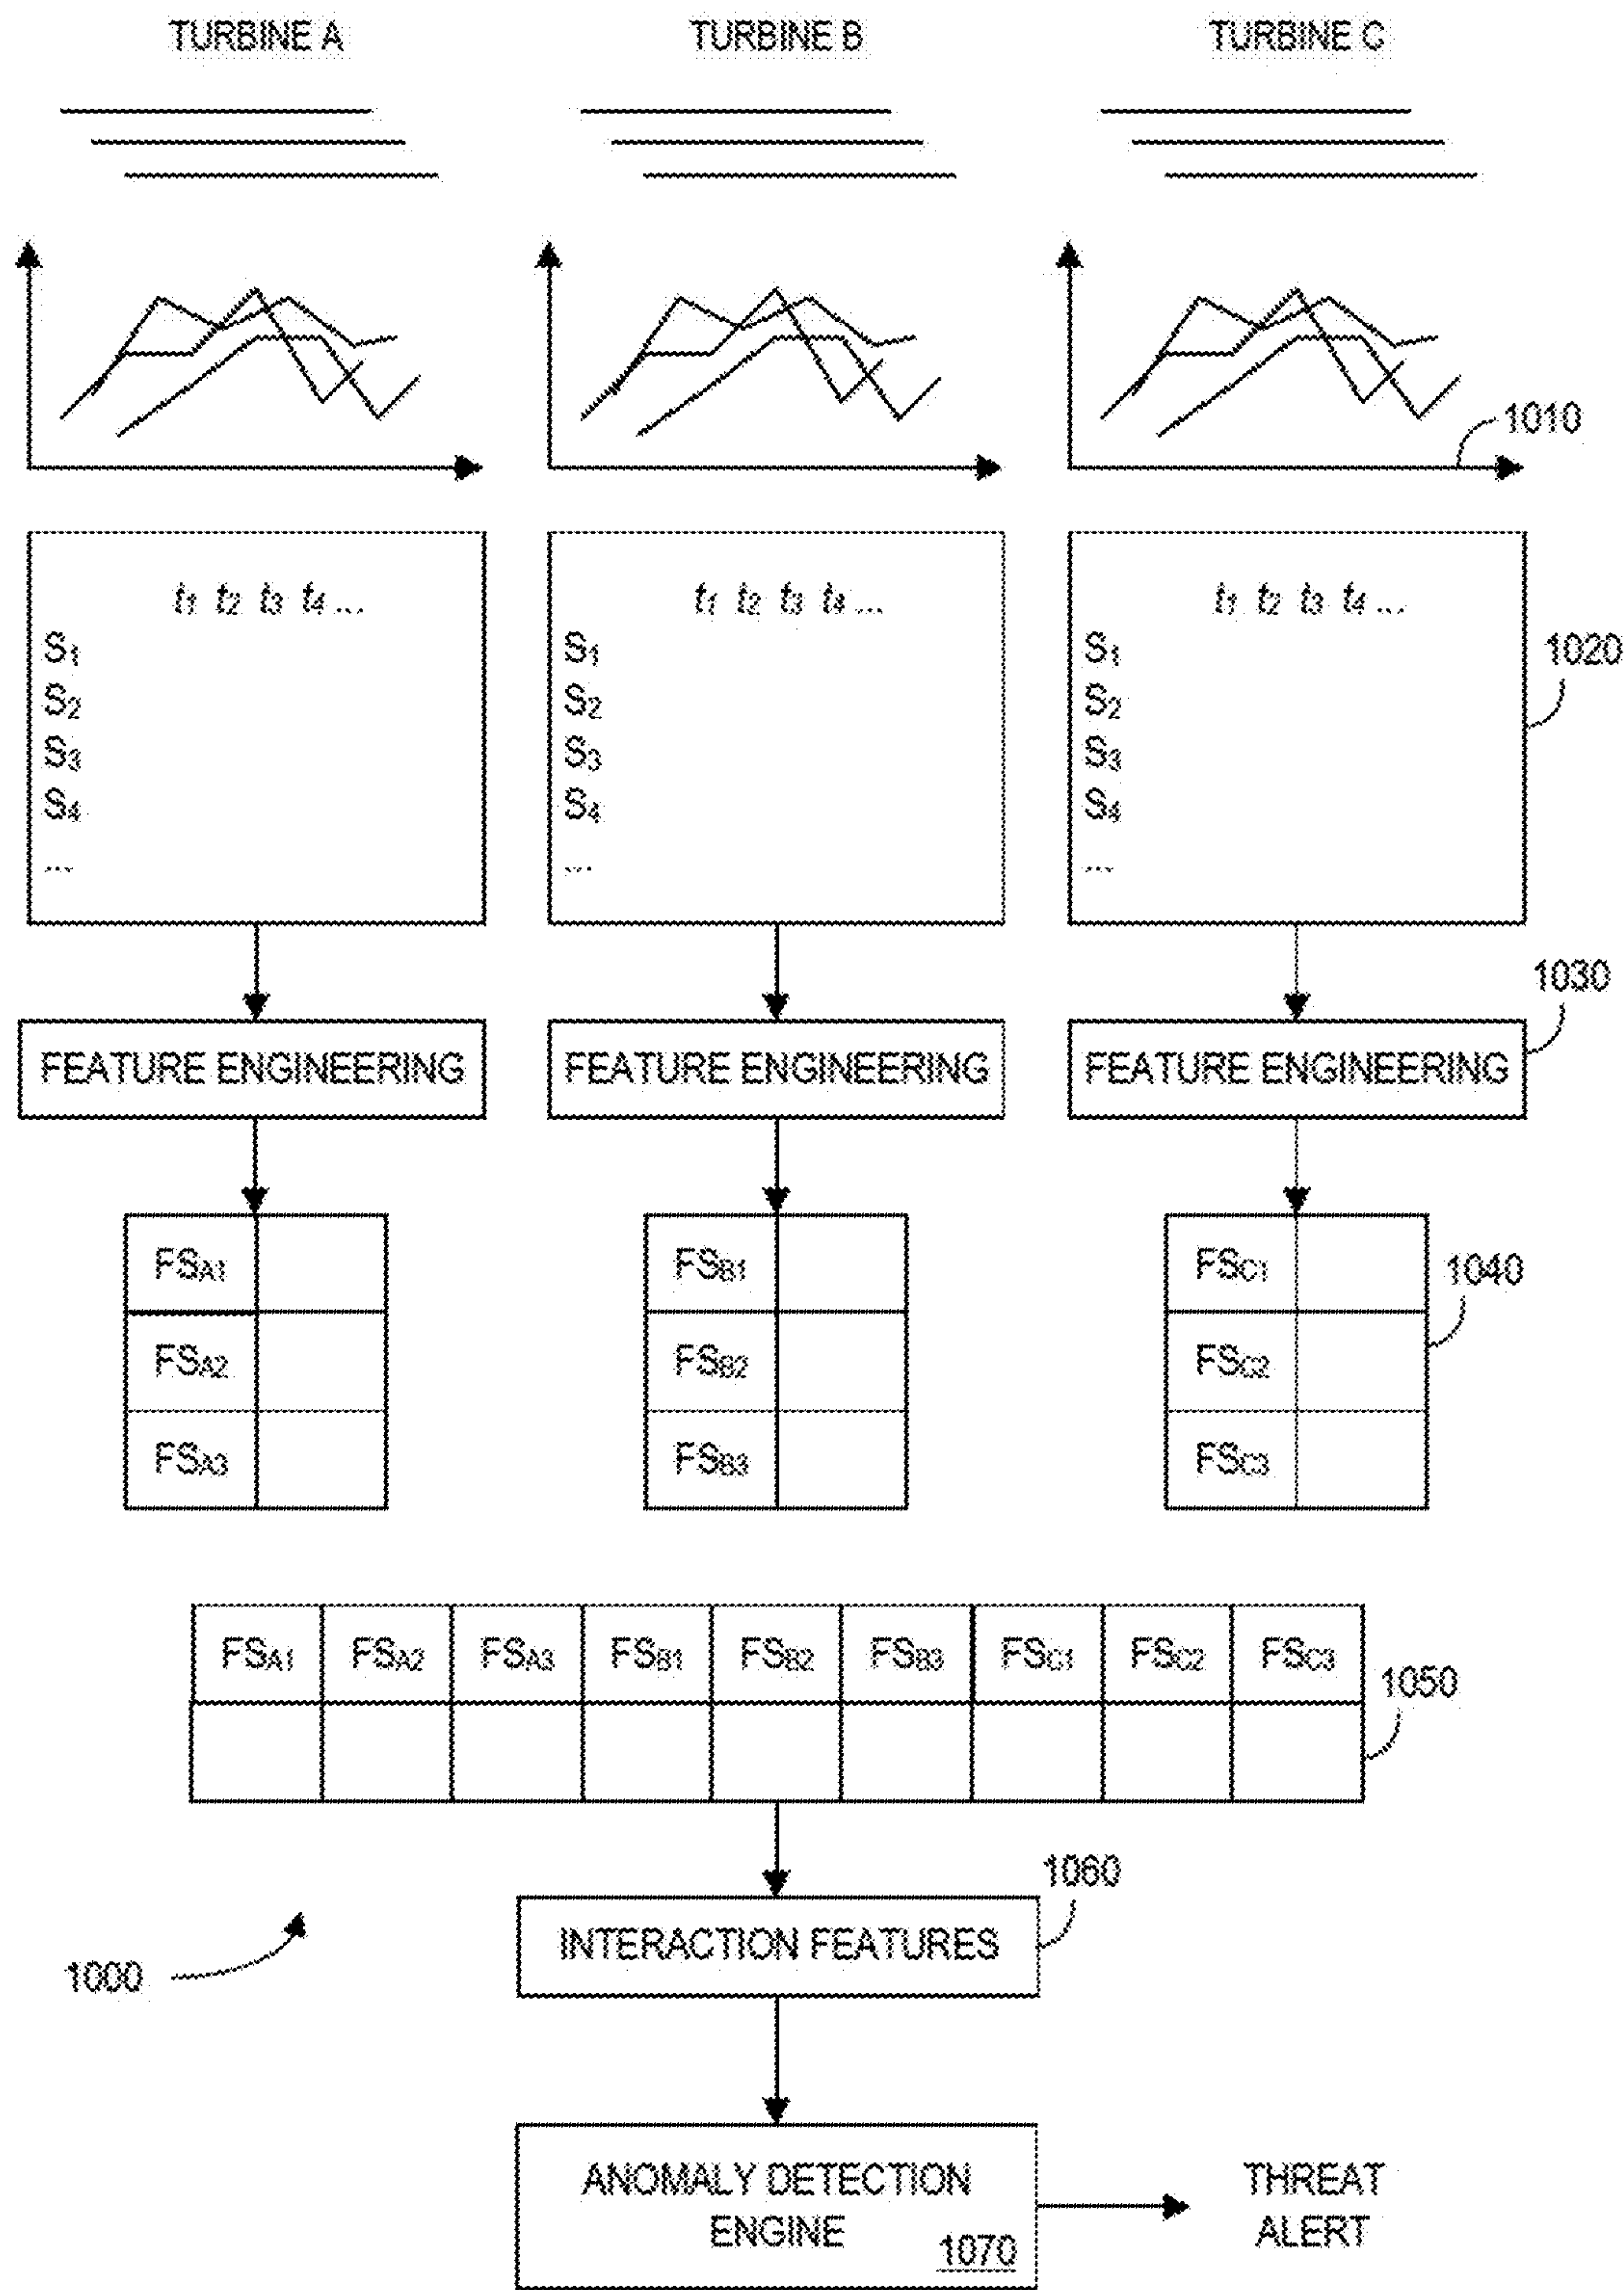 TURBINE A TURBINE B TURBINE C
1010
t1 t2 t3 t4 ... t1 t2 t3 t4 ... t1 t2 t3 t4 ...
S1 S1 S1 1020
S2 S2 S2
S3 S3 S3
S4 S4 S4
... ... ...
1030
FEATURE ENGINEERING FEATURE ENGINEERING FEATURE ENGINEERING
FSA1 FSB1 FSC1 1040
FSA2 FSB2 FSC2
FSA3 FSB3 FSC3
FSA1 FSA2 FSA3 FSB1 FSB2 FSB3 FSC1 FSC2 FSC3
1050
1060
INTERACTION FEATURES
1000
ANOMALY DETECTION
ENGINE 1070
THREAT
ALERT